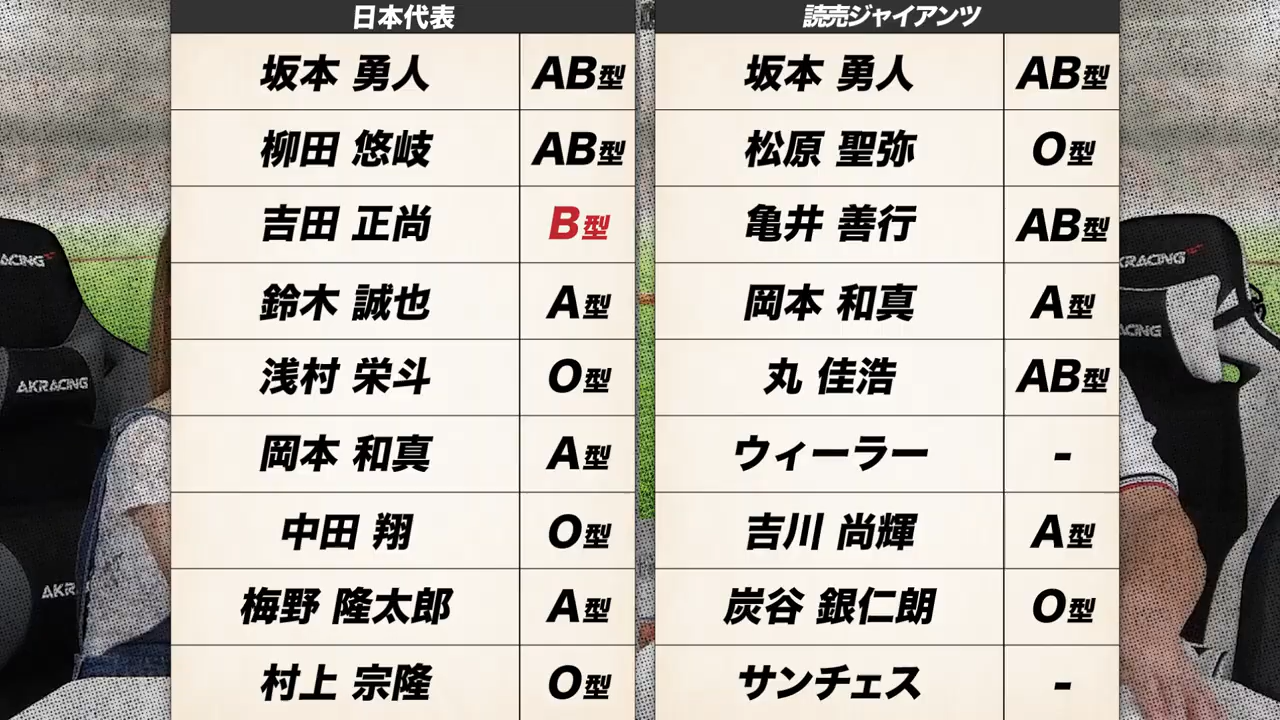 日本代表
坂本 勇人 AB型
柳田 悠岐 AB型
吉田 正尚 B型
鈴木 誠也 A型
浅村 栄斗 O型
岡本 和真 A型
中田 翔 O型
梅野 隆太郎 A型
村上 宗隆 O型
読売ジャイアンツ
坂本 勇人 AB型
松原 聖弥 O型
亀井 善行 AB型
岡本 和真 A型
丸 佳浩 AB型
ウィーラー -
吉川 尚輝 A型
炭谷 銀仁朗 O型
サンチェス -
ACING
AKRACING
AKR
KRACING
ACING